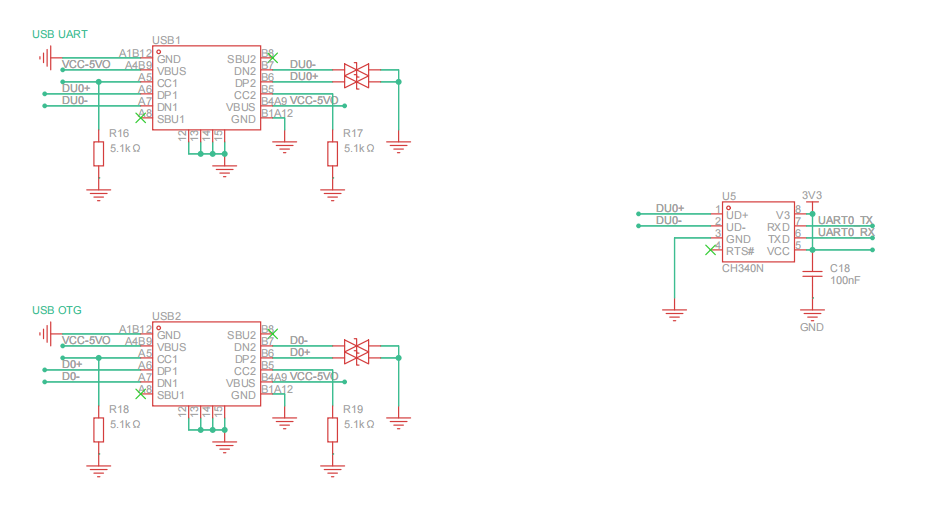 USB UART
USB1
A1B12 GND SBU2 B8
VCC-5VO A4B9 VBUS DN2 B7 DU0-
A5 CC1 DP2 B6 DU0+
DU0+ A6 DP1 CC2 B5
DU0- A7 DN1 VBUS B4A9 VCC-5VO
A8 SBU1 GND B1A12
12 13 14 15
R16 R17
5.1kΩ 5.1kΩ
U5 3V3
DU0+ 1 UD+ V3 8
DU0- 2 UD- RXD 7 UART0_TX
3 GND TXD 6 UART0_RX
4 RTS# VCC 5
CH340N
C18
100nF
GND
USB OTG
USB2
A1B12 GND SBU2 B8
VCC-5VO A4B9 VBUS DN2 B7 D0-
A5 CC1 DP2 B6 D0+
D0+ A6 DP1 CC2 B5
D0- A7 DN1 VBUS B4A9 VCC-5VO
A8 SBU1 GND B1A12
12 13 14 15
R18 R19
5.1kΩ 5.1kΩ